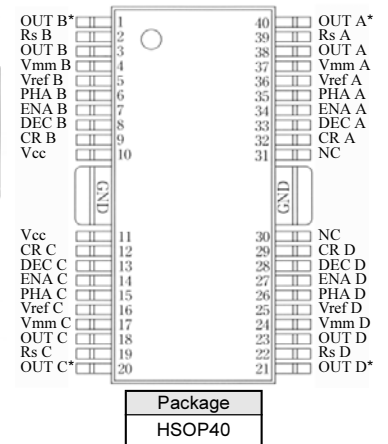 OUT B* 1 40 OUT A*
Rs B 2 39 Rs A
OUT B 3 38 OUT A
Vmm B 4 37 Vmm A
Vref B 5 36 Vref A
PHA B 6 35 PHA A
ENA B 7 34 ENA A
DEC B 8 33 DEC A
CR B 9 32 CR A
Vcc 10 31 NC
GND GND
Vcc 11 30 NC
CR C 12 29 CR D
DEC C 13 28 DEC D
ENA C 14 27 ENA D
PHA C 15 26 PHA D
Vref C 16 25 Vref D
Vmm C 17 24 Vmm D
OUT C 18 23 OUT D
Rs C 19 22 Rs D
OUT C* 20 21 OUT D*
Package
HSOP40